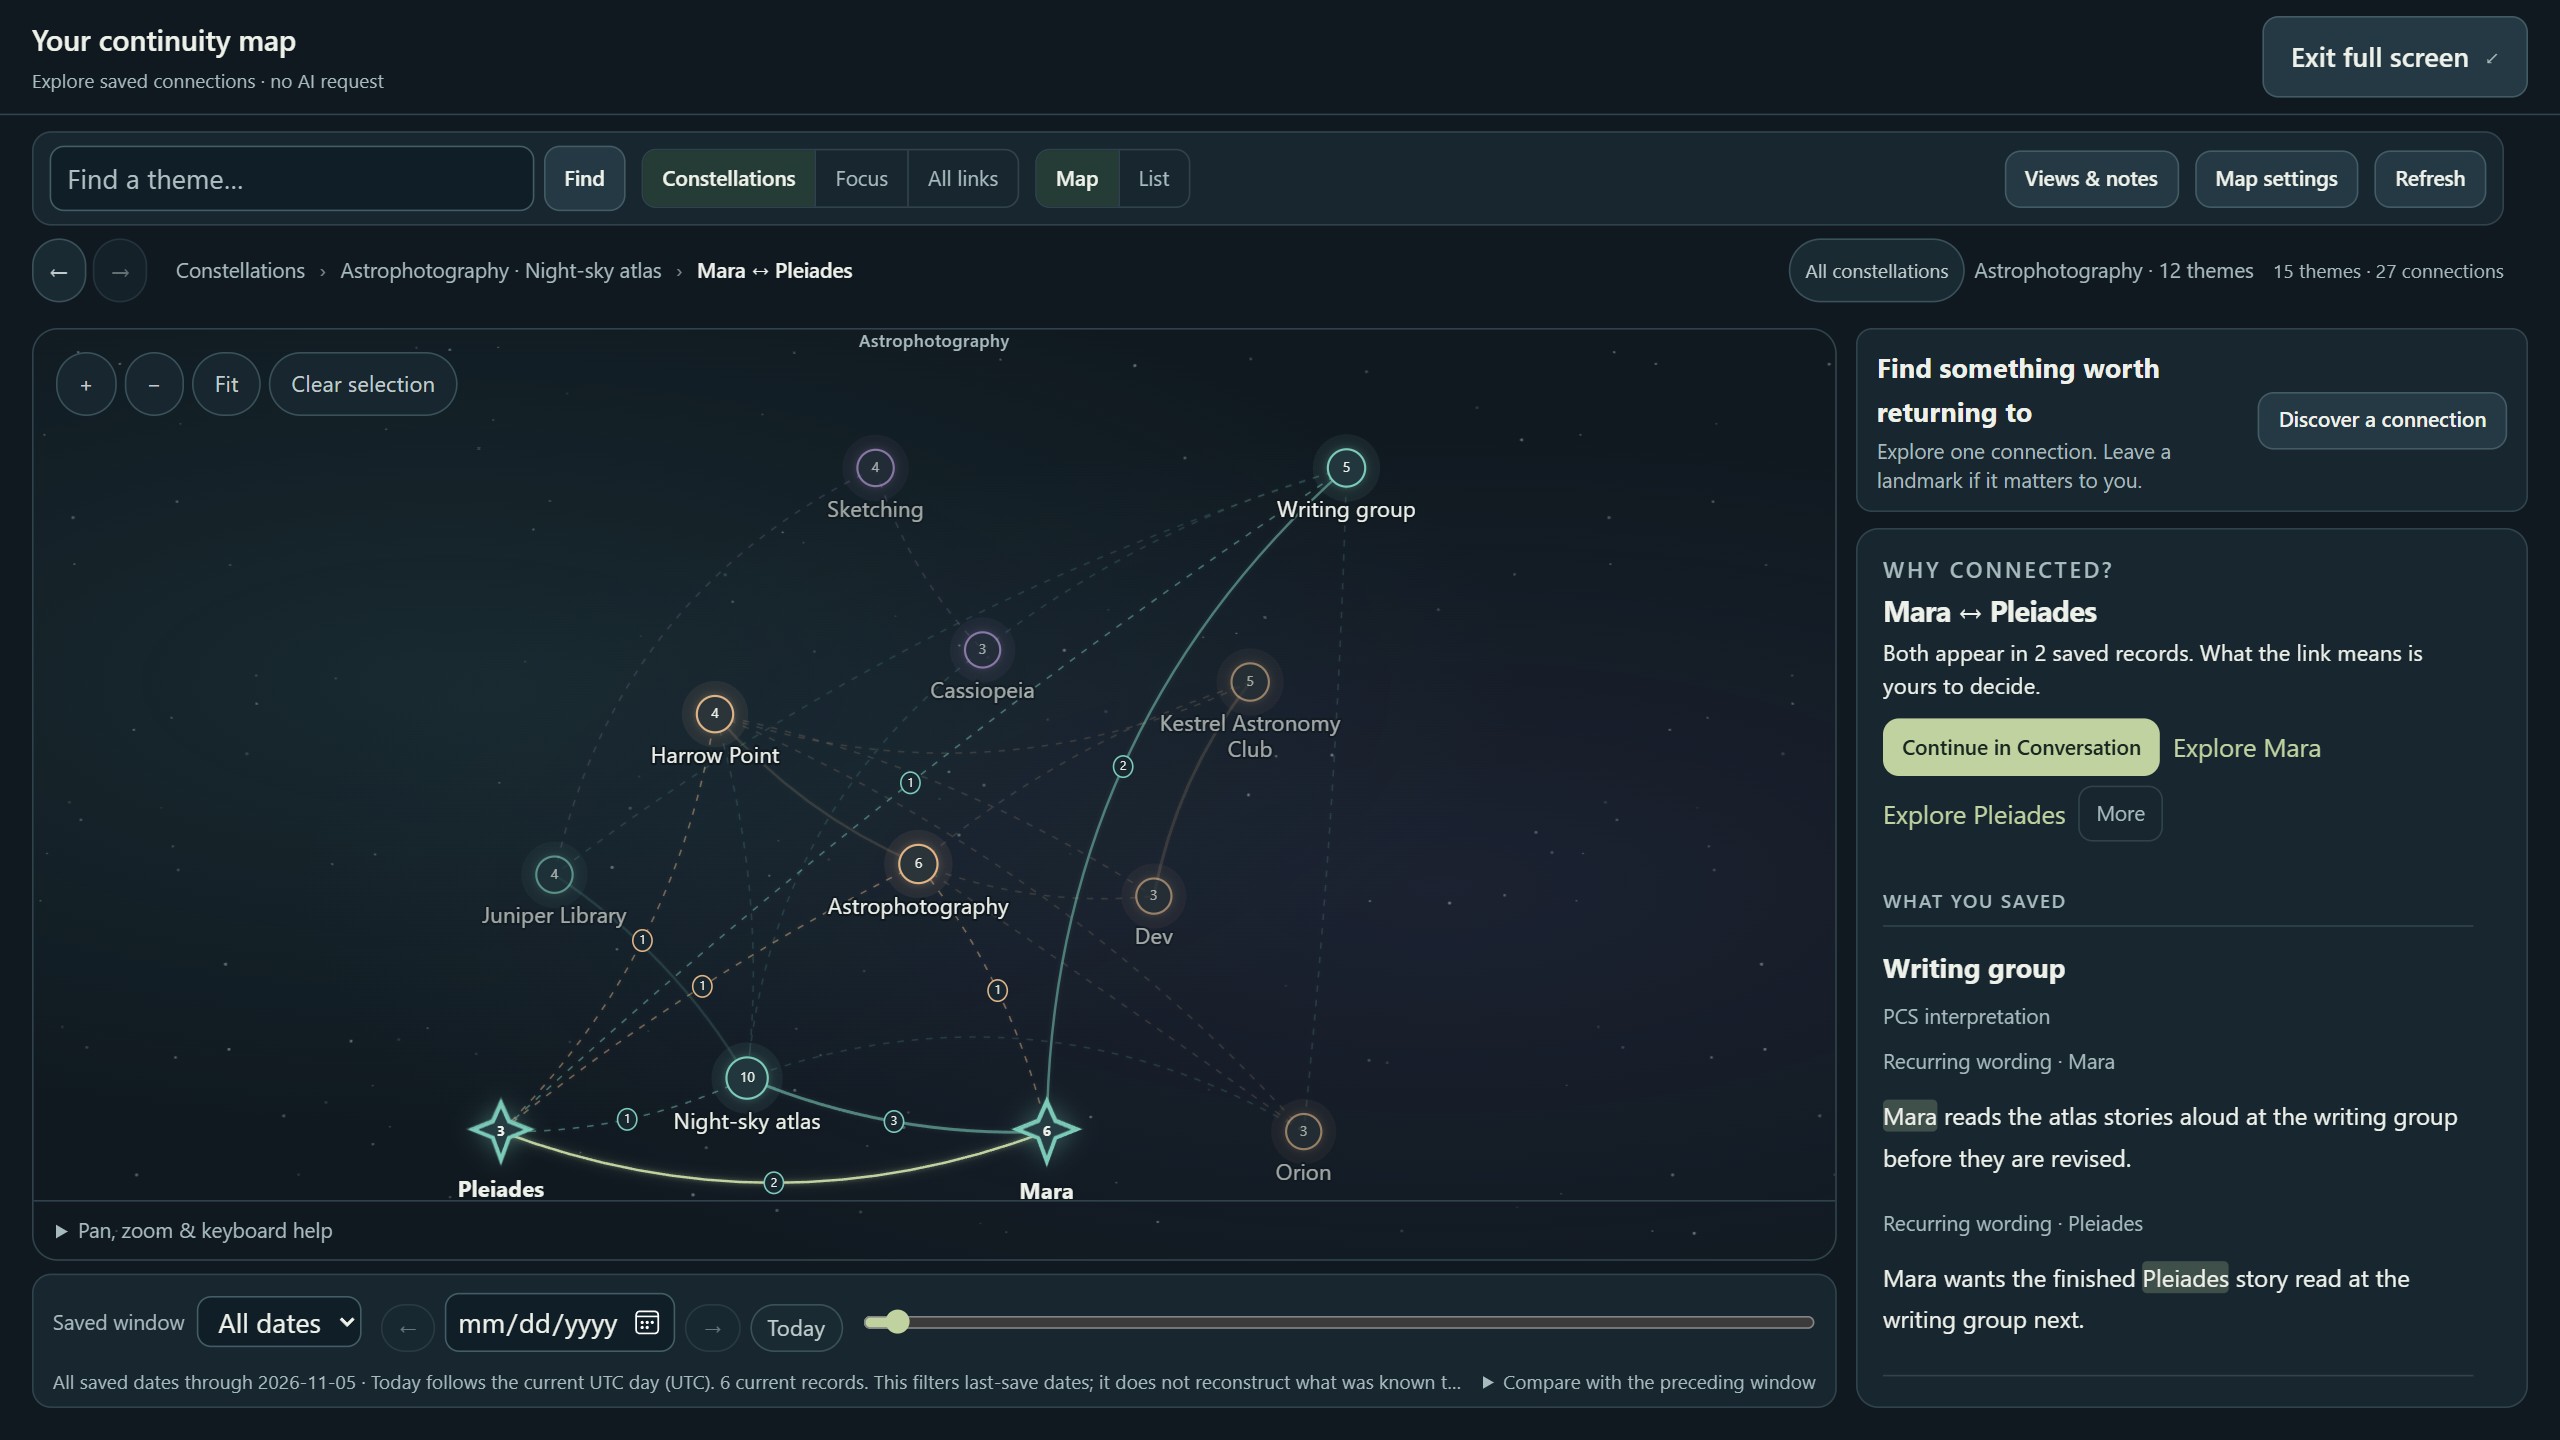 Your continuity map
Explore saved connections · no AI request
Exit full screen ✓
Find a theme...
Find
Constellations
Focus
All links
Map
List
Views & notes
Map settings
Refresh
←
→
Constellations › Astrophotography · Night-sky atlas › Mara ↔ Pleiades
All constellations
Astrophotography · 12 themes
15 themes · 27 connections
Astrophotography
+
−
Fit
Clear selection
4
Sketching
5
Writing group
3
Cassiopeia
5
Kestrel Astronomy
Club
4
Harrow Point
1
2
6
Astrophotography
4
Juniper Library
3
Dev
1
1
1
10
Night-sky atlas
1
3
3
Pleiades
2
6
Mara
3
Orion
▶ Pan, zoom & keyboard help
Saved window
All dates
←
mm/dd/yyyy
→
Today
All saved dates through 2026-11-05 · Today follows the current UTC day (UTC). 6 current records. This filters last-save dates; it does not reconstruct what was known t...
▶ Compare with the preceding window
Find something worth
returning to
Explore one connection. Leave a
landmark if it matters to you.
Discover a connection
WHY CONNECTED?
Mara ↔ Pleiades
Both appear in 2 saved records. What the link means is
yours to decide.
Continue in Conversation
Explore Mara
Explore Pleiades
More
WHAT YOU SAVED
Writing group
PCS interpretation
Recurring wording · Mara
Mara reads the atlas stories aloud at the writing group
before they are revised.
Recurring wording · Pleiades
Mara wants the finished Pleiades story read at the
writing group next.